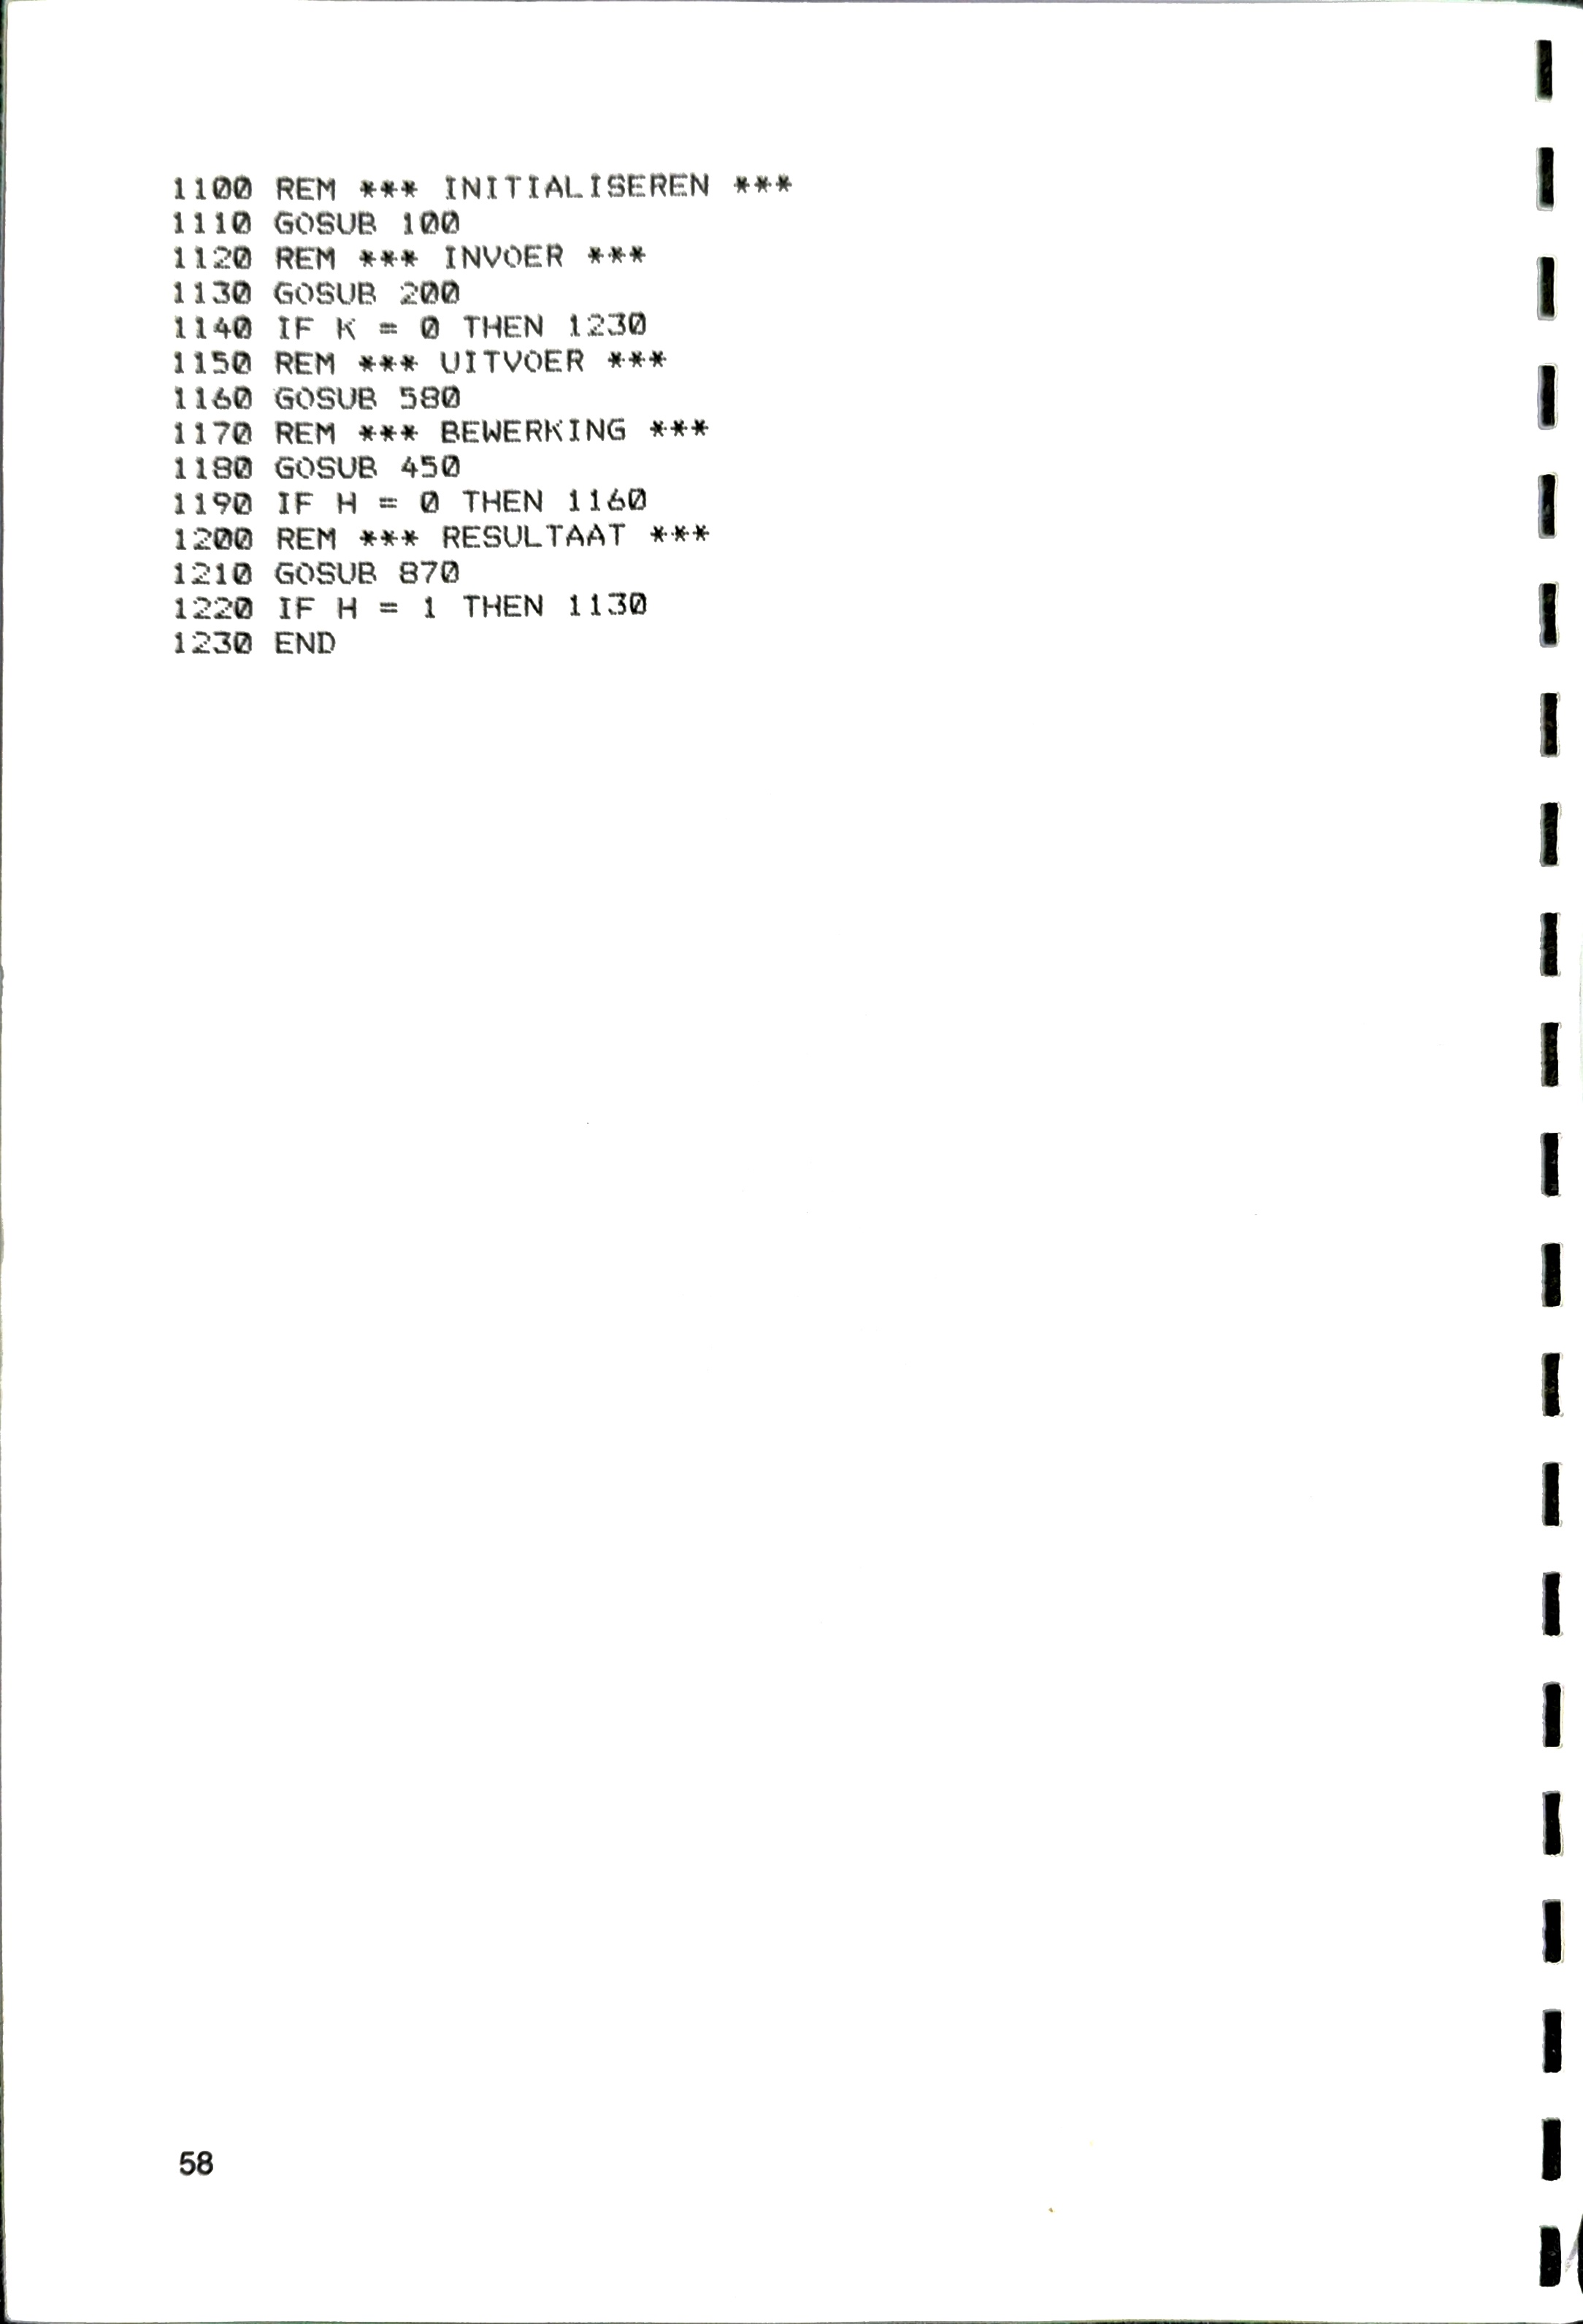 1100 REM *** INITIALISEREN ***
1110 GOSUB 100
1120 REM *** INVOER ***
1130 GOSUB 200
1140 IF K = 0 THEN 1230
1150 REM *** UITVOER ***
1160 GOSUB 580
1170 REM *** BEWERKING ***
1180 GOSUB 450
1190 IF H = 0 THEN 1160
1200 REM *** RESULTAAT ***
1210 GOSUB 870
1220 IF H = 1 THEN 1130
1230 END
58